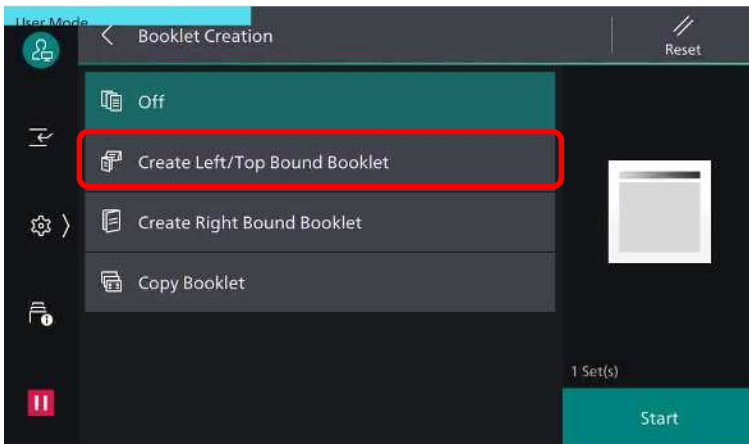 User Mode
Booklet Creation
Reset
Off
Create Left/Top Bound Booklet
Create Right Bound Booklet
Copy Booklet
1 Set(s)
Start